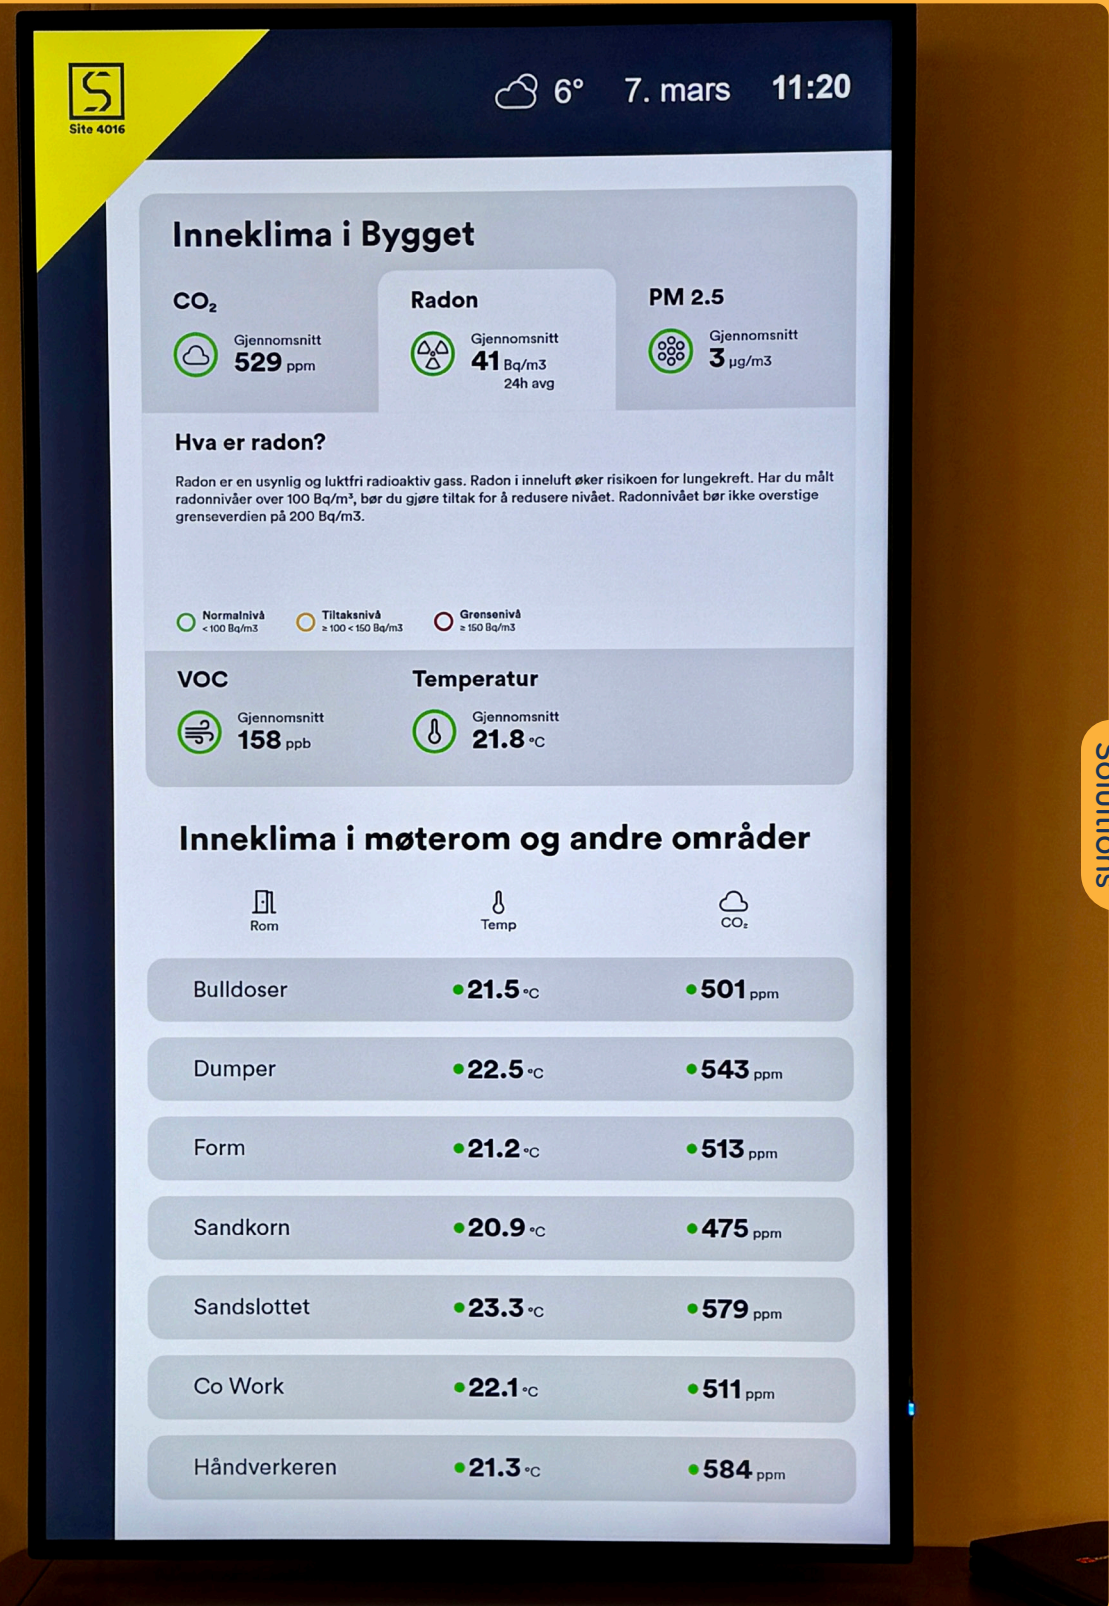 Site 4016
6° 7. mars 11:20
Inneklima i Bygget
CO₂
Gjennomsnitt
529 ppm
Radon
Gjennomsnitt
41 Bq/m3
24h avg
PM 2.5
Gjennomsnitt
3 µg/m3
Hva er radon?
Radon er en usynlig og luktfri radioaktiv gass. Radon i inneluft øker risikoen for lungekreft. Har du målt
radonnivåer over 100 Bq/m³, bør du gjøre tiltak for å redusere nivået. Radonnivået bør ikke overstige
grenseverdien på 200 Bq/m3.
Normalnivå
<100 Bq/m3
Tiltaksnivå
≥ 100 < 150 Bq/m3
Grensenivå
≥ 150 Bq/m3
VOC
Gjennomsnitt
158 ppb
Temperatur
Gjennomsnitt
21.8 °C
Inneklima i møterom og andre områder
Rom Temp CO₂
Bulldoser 21.5 °C 501 ppm
Dumper 22.5 °C 543 ppm
Form 21.2 °C 513 ppm
Sandkorn 20.9 °C 475 ppm
Sandslottet 23.3 °C 579 ppm
Co Work 22.1 °C 511 ppm
Håndverkeren 21.3 °C 584 ppm
Solutions